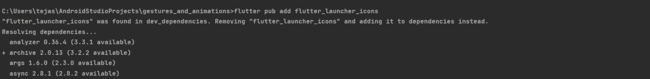 C:\Users\tejas\AndroidStudioProjects\gestures_and_animations>flutter pub add flutter_launcher_icons
"flutter_launcher_icons" was found in dev_dependencies. Removing "flutter_launcher_icons" and adding it to dependencies instead.
Resolving dependencies...
  analyzer 0.36.4 (3.3.1 available)
+ archive 2.0.13 (3.2.2 available)
  args 1.6.0 (2.3.0 available)
  async 2.8.1 (2.8.2 available)